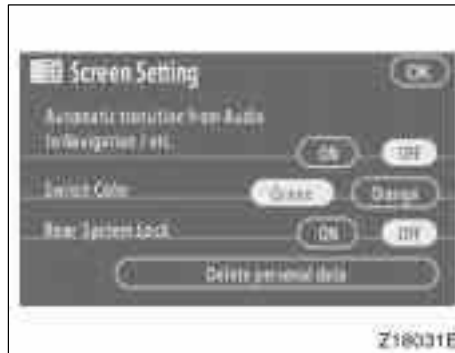 Screen Setting OK
Automatic transition from Audio
to Navigation / etc.
ON OFF
Switch Color Green Orange
Rear System Lock ON OFF
Delete personal data
Z18031E